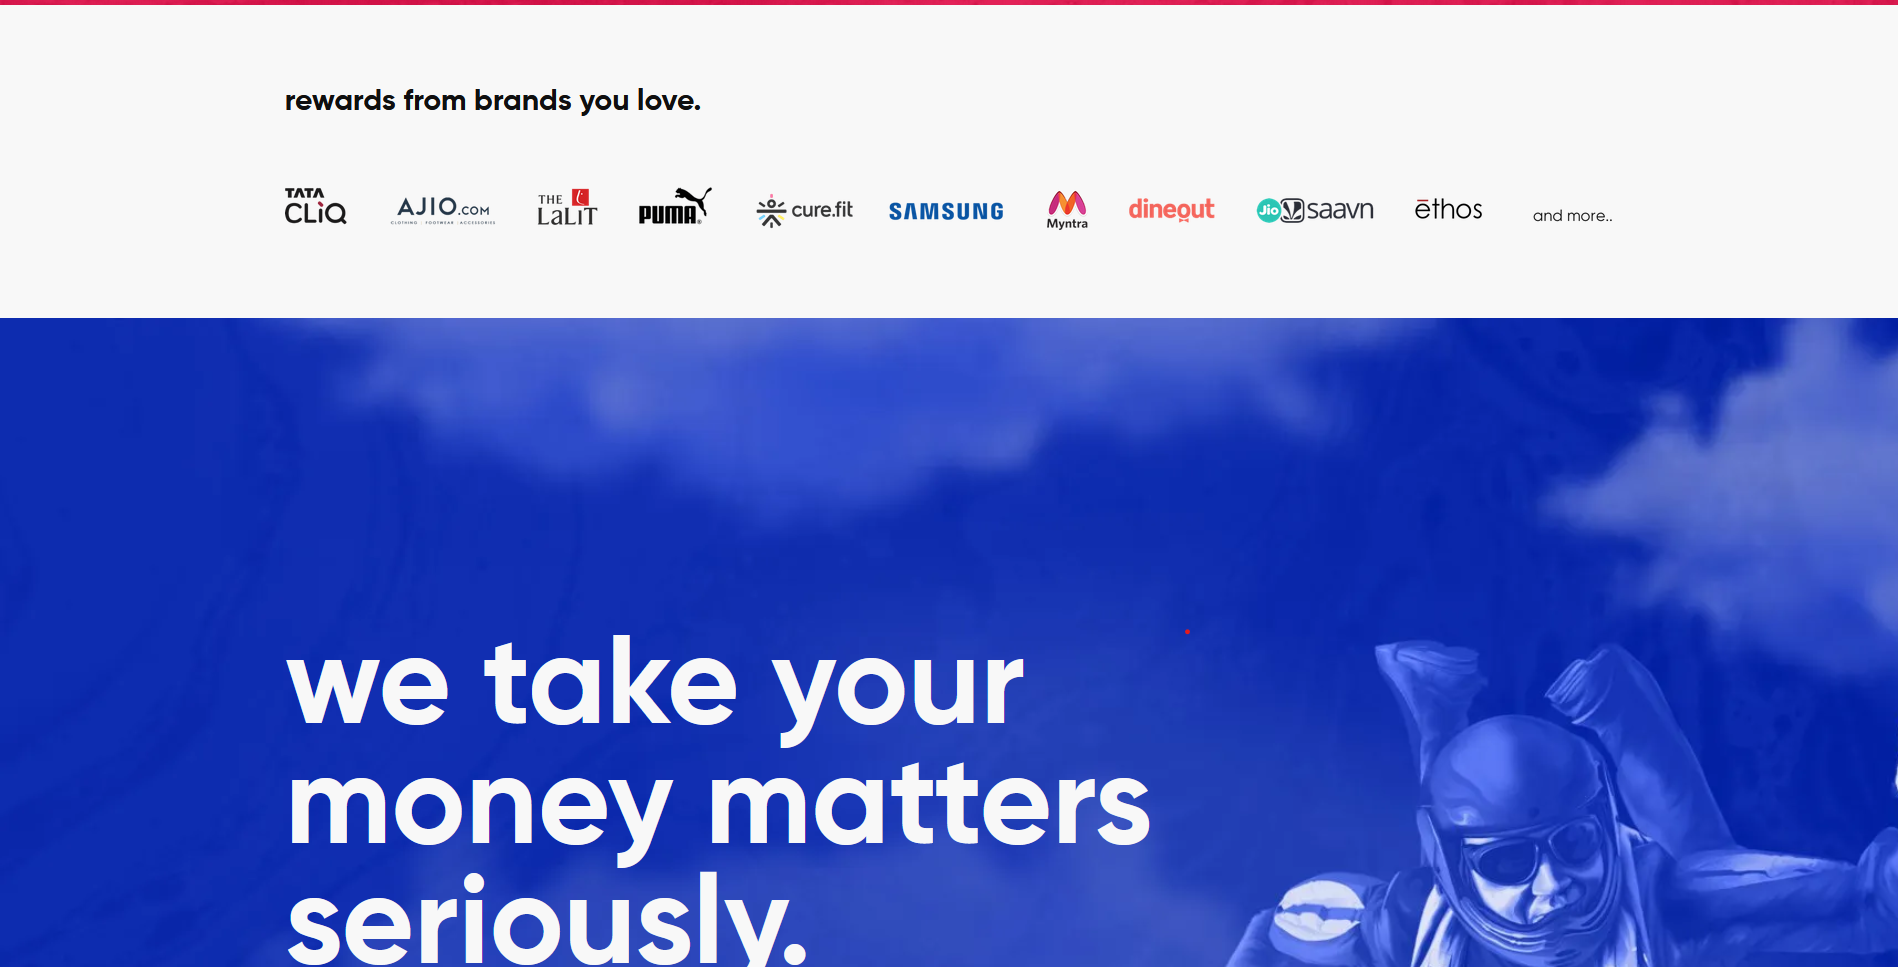 rewards from brands you love.
TATA
CLiQ
AJIO.COM
CLOTHING . FOOTWEAR . ACCESSORIES
THE
LaLiT
PUMA
cure.fit
SAMSUNG
Myntra
dineout
Jio saavn
ēthos
and more..
we take your
money matters
seriously.